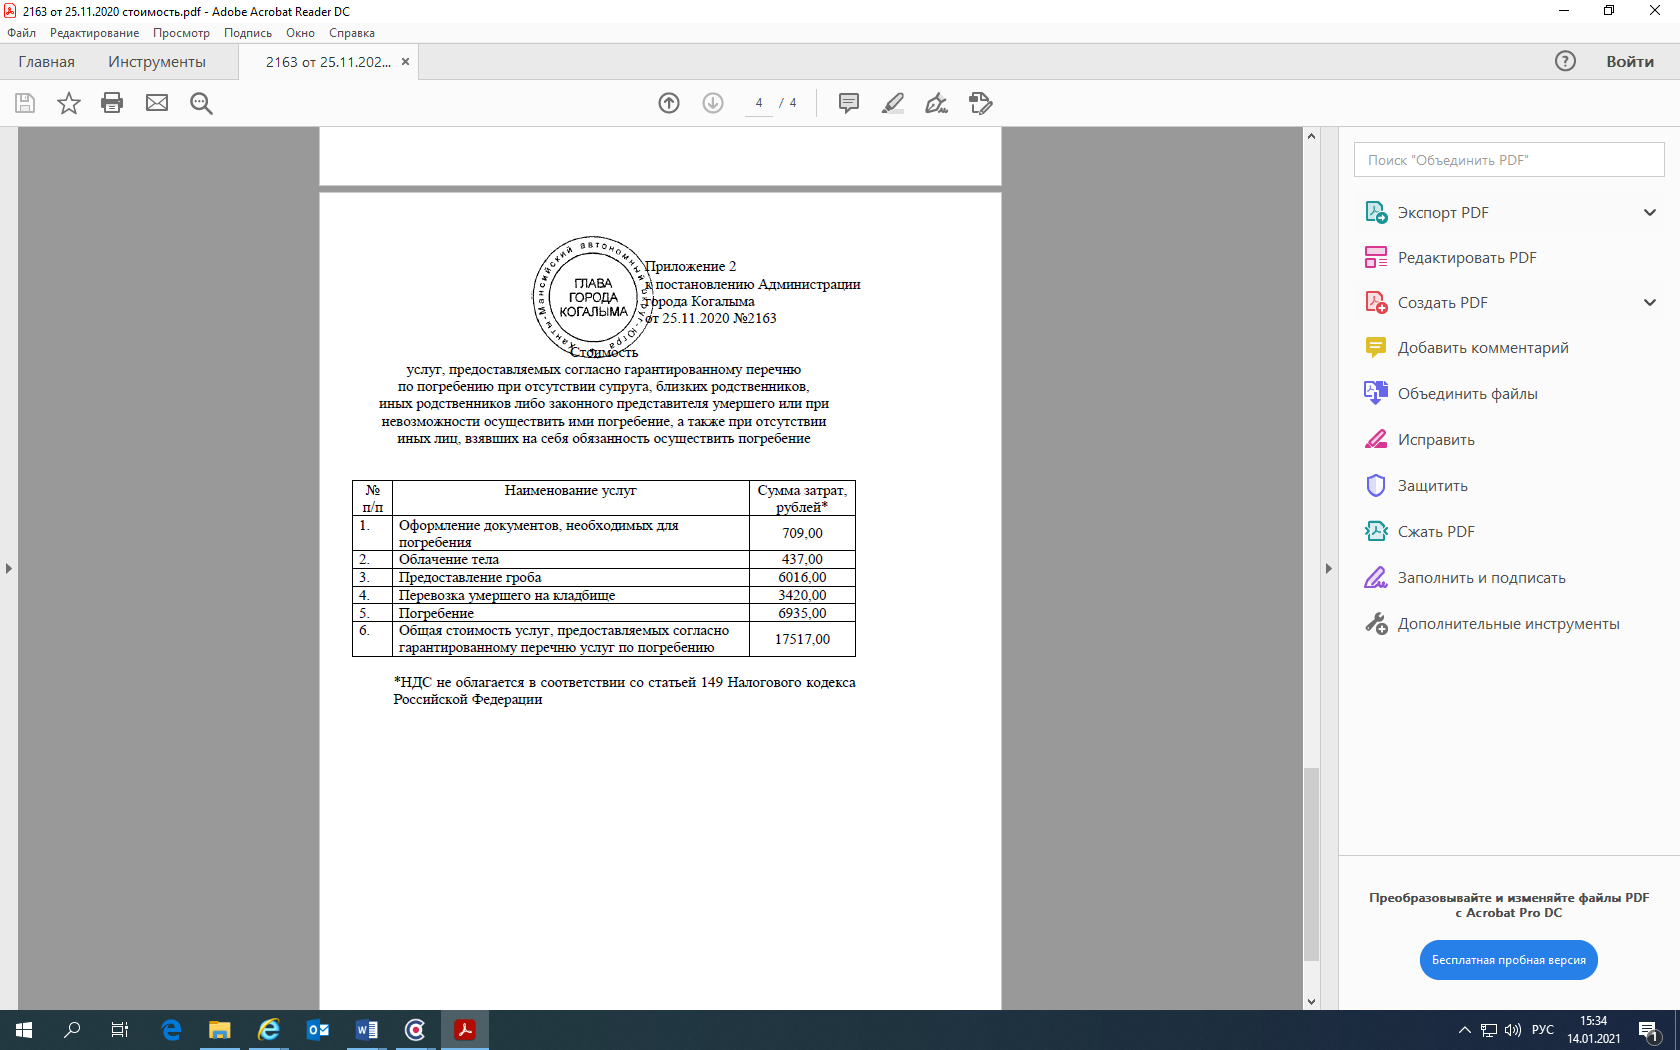 2163 от 25.11.2020 стоимость.pdf - Adobe Acrobat Reader DC
Файл Редактирование Просмотр Подпись Окно Справка
Главная Инструменты 2163 от 25.11.202... × ? Войти
4 / 4
Поиск "Объединить PDF"
Экспорт PDF
Редактировать PDF
Создать PDF
Добавить комментарий
Объединить файлы
Исправить
Защитить
Сжать PDF
Заполнить и подписать
Дополнительные инструменты
Преобразовывайте и изменяйте файлы PDF
с Acrobat Pro DC
Бесплатная пробная версия
Ханты-Мансийский автономный округ-Югра
ГЛАВА
ГОРОДА
КОГАЛЫМА
Приложение 2
к постановлению Администрации
города Когалыма
от 25.11.2020 №2163
Стоимость
услуг, предоставляемых согласно гарантированному перечню
по погребению при отсутствии супруга, близких родственников,
иных родственников либо законного представителя умершего или при
невозможности осуществить ими погребение, а также при отсутствии
иных лиц, взявших на себя обязанность осуществить погребение
№ п/п Наименование услуг Сумма затрат, рублей*
1. Оформление документов, необходимых для
погребения 709,00
2. Облачение тела 437,00
3. Предоставление гроба 6016,00
4. Перевозка умершего на кладбище 3420,00
5. Погребение 6935,00
6. Общая стоимость услуг, предоставляемых согласно
гарантированному перечню услуг по погребению 17517,00
*НДС не облагается в соответствии со статьей 149 Налогового кодекса
Российской Федерации
РУС
15:34
14.01.2021
1